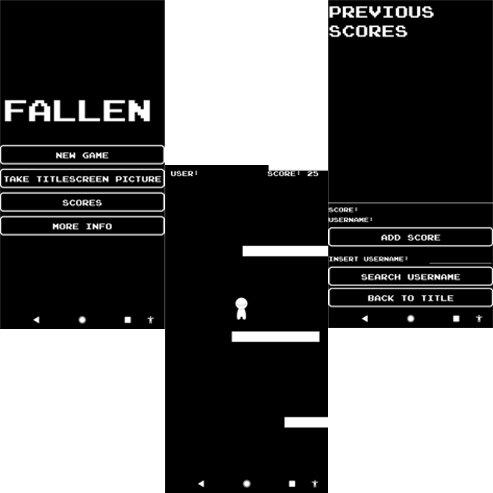 FALLEN
NEW GAME
TAKE TITLESCREEN PICTURE
SCORES
MORE INFO
USER:
SCORE: 25
PREVIOUS
SCORES
SCORE:
USERNAME:
ADD SCORE
INSERT USERNAME:
SEARCH USERNAME
BACK TO TITLE